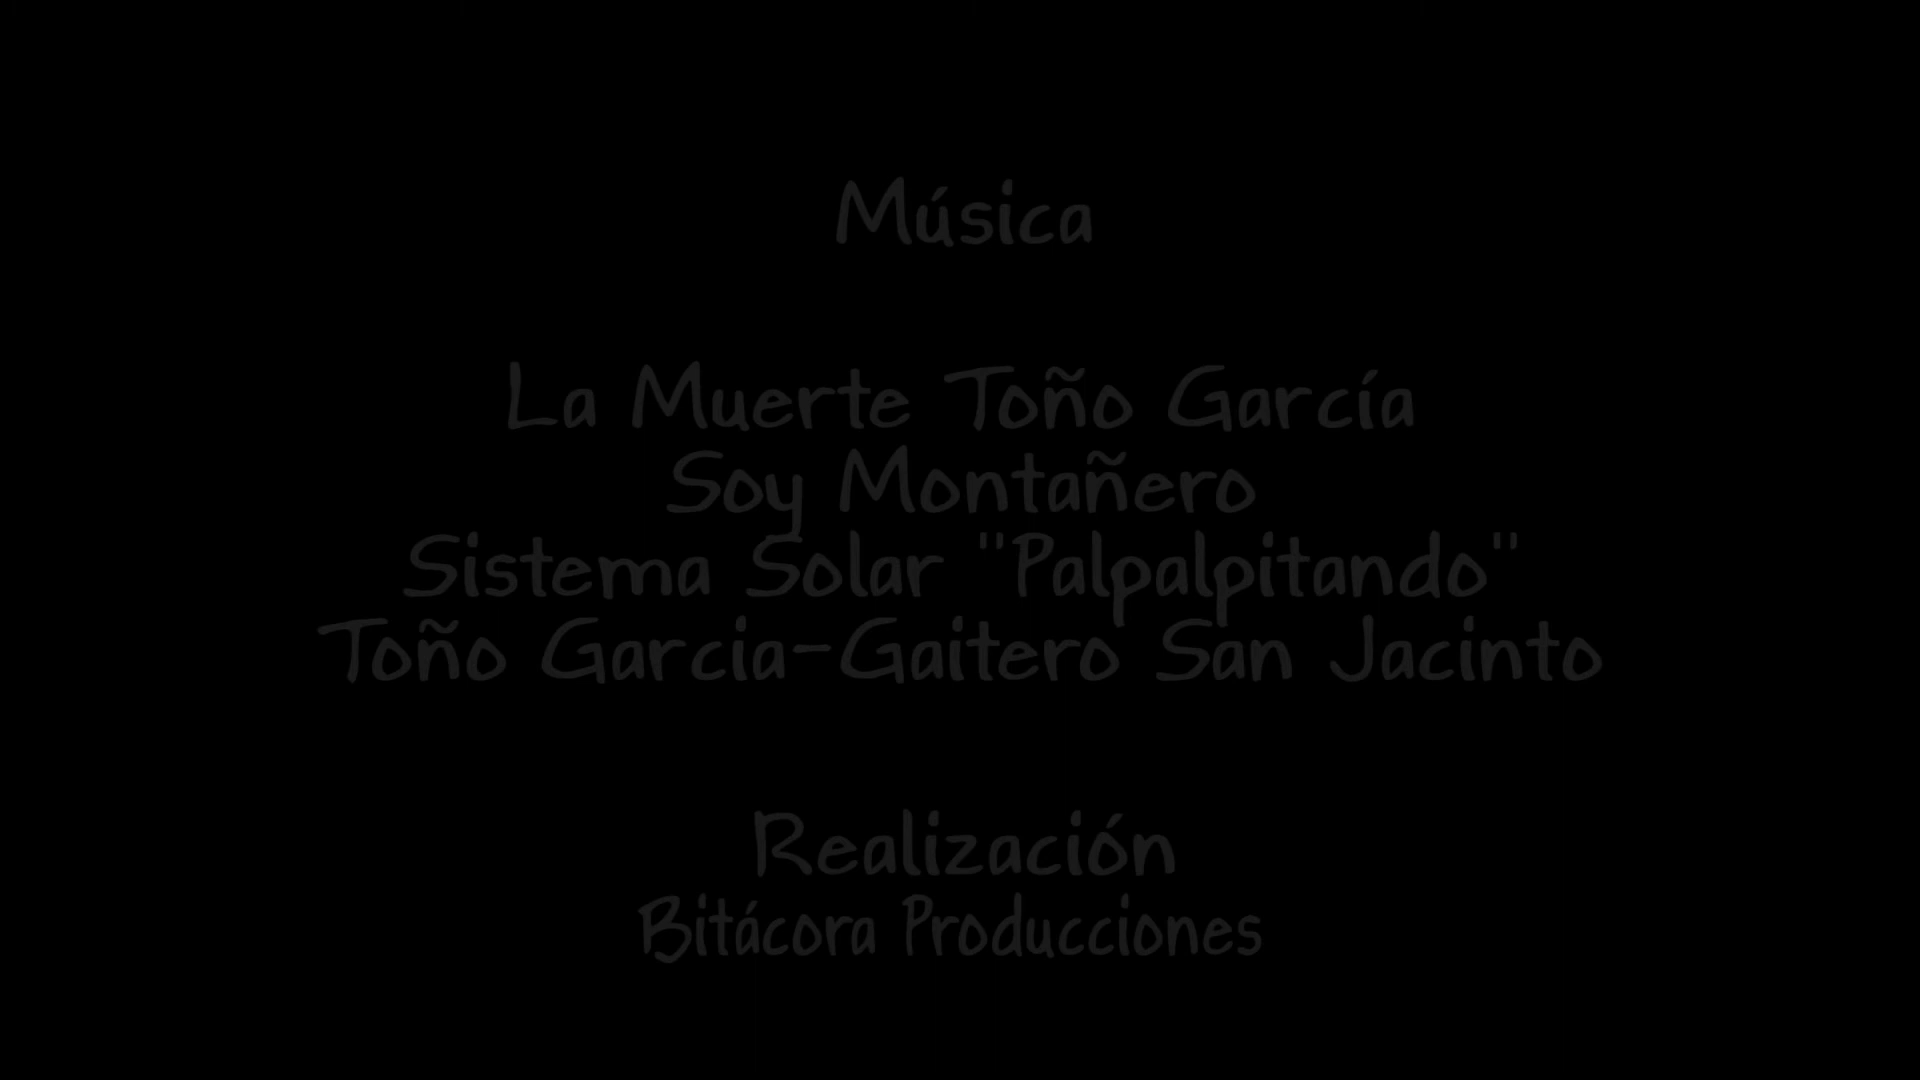 Música
La Muerte Toño García
Soy Montañero
Sistema Solar "Palpalpitando"
Toño Garcia-Gaitero San Jacinto
Realización
Bitácora Producciones